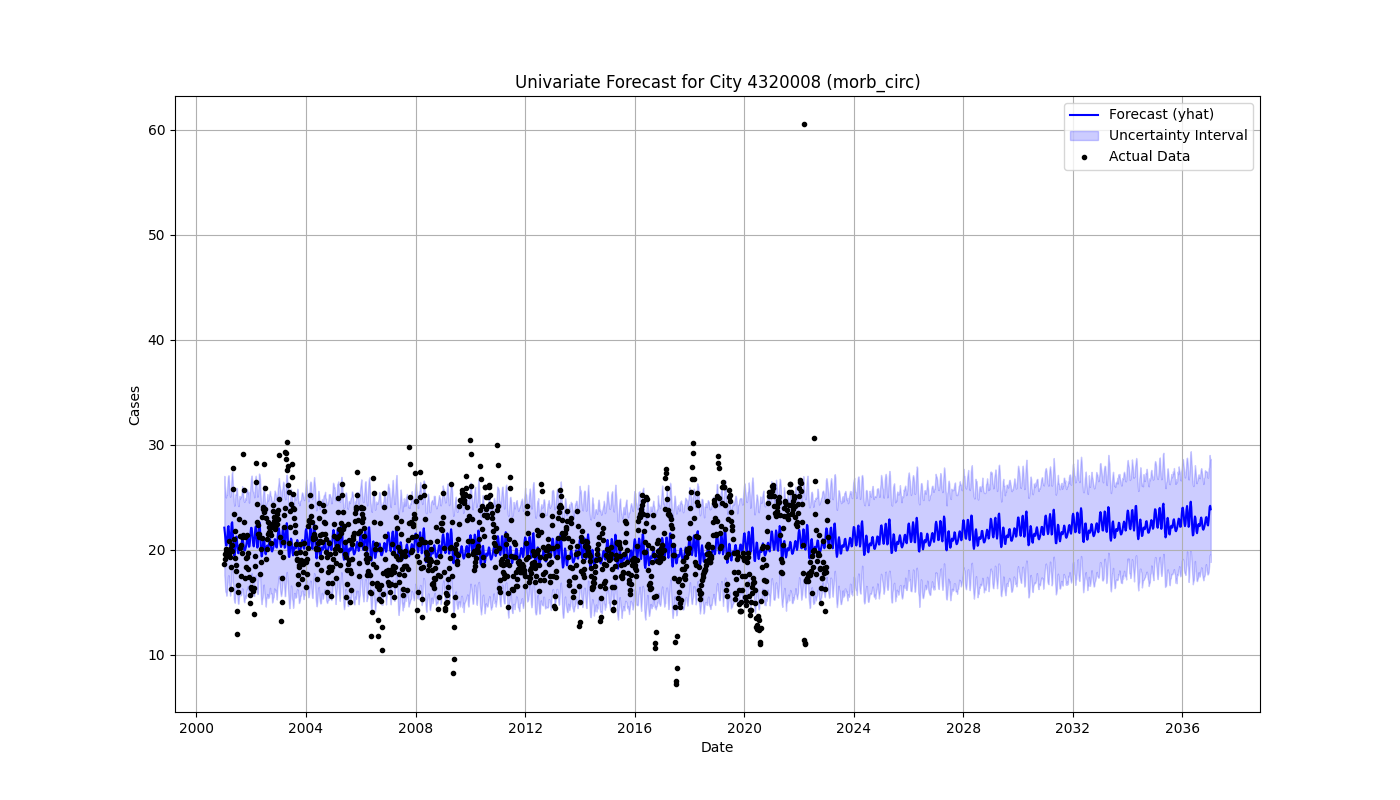 Univariate Forecast for City 4320008 (morb_circ)
Forecast (yhat)
Uncertainty Interval
Actual Data
Cases
60
50
40
30
20
10
2000 2004 2008 2012 2016 2020 2024 2028 2032 2036
Date